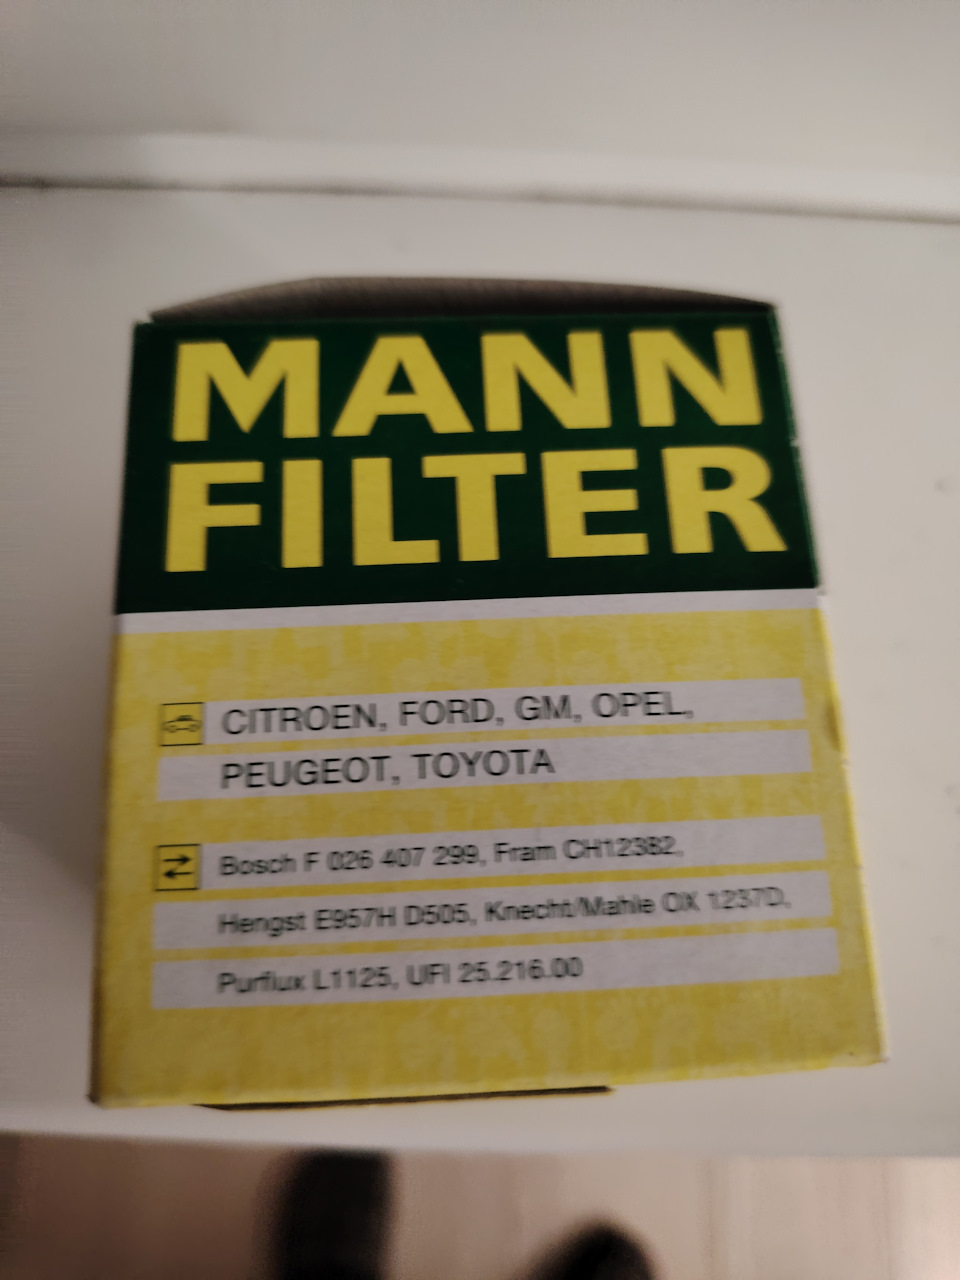 MANN
FILTER
CITROEN, FORD, GM, OPEL,
PEUGEOT, TOYOTA
Bosch F 026 407 299, Fram CH12382,
Hengst E957H D505, Knecht/Mahle OX 1237D,
Purflux L1125, UFI 25.216.00